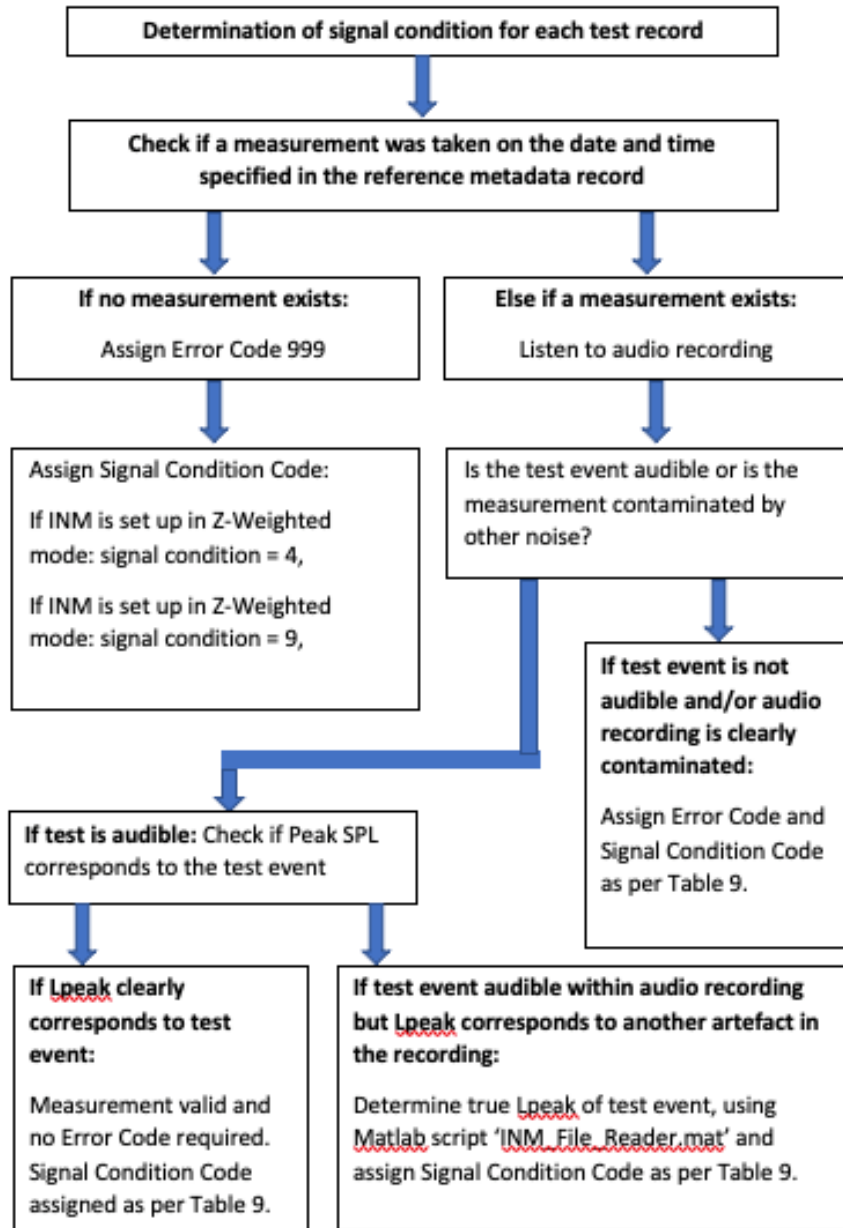 Determination of signal condition for each test record
Check if a measurement was taken on the date and time
specified in the reference metadata record
If no measurement exists:
Assign Error Code 999
Else if a measurement exists:
Listen to audio recording
Assign Signal Condition Code:
If INM is set up in Z-Weighted
mode: signal condition = 4,
If INM is set up in Z-Weighted
mode: signal condition = 9,
Is the test event audible or is the
measurement contaminated by
other noise?
If test event is not
audible and/or audio
recording is clearly
contaminated:
Assign Error Code and
Signal Condition Code
as per Table 9.
If test is audible: Check if Peak SPL
corresponds to the test event
If Lpeak clearly
corresponds to test
event:
Measurement valid and
no Error Code required.
Signal Condition Code
assigned as per Table 9.
If test event audible within audio recording
but Lpeak corresponds to another artefact in
the recording:
Determine true Lpeak of test event, using
Matlab script ‘INM_File_Reader.mat’ and
assign Signal Condition Code as per Table 9.